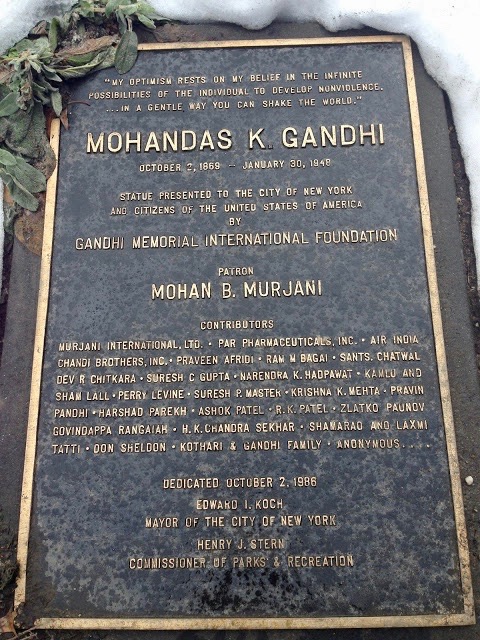 "MY OPTIMISM RESTS ON MY BELIEF IN THE INFINITE
POSSIBILITIES OF THE INDIVIDUAL TO DEVELOP NONVIOLENCE.
...IN A GENTLE WAY YOU CAN SHAKE THE WORLD."
MOHANDAS K. GANDHI
OCTOBER 2, 1869 – JANUARY 30, 1948
STATUE PRESENTED TO THE CITY OF NEW YORK
AND CITIZENS OF THE UNITED STATES OF AMERICA
BY
GANDHI MEMORIAL INTERNATIONAL FOUNDATION
PATRON
MOHAN B. MURJANI
CONTRIBUTORS
MURJANI INTERNATIONAL, LTD. • PAR PHARMACEUTICALS, INC. • AIR INDIA
CHANDI BROTHERS, INC. • PRAVEEN AFRIDI • RAM M BAGAI • SANTS. CHATWAL
DEV R CHITKARA • SURESH C GUPTA • NARENDRA K. HADPAWAT • KAMLU AND
SHAM LALL • PERRY LEVINE • SURESH P. MASTER • KRISHNA K. MEHTA • PRAVIN
PANDHI • HARSHAD PAREKH • ASHOK PATEL • R. K. PATEL • ZLATKO PAUNOV
GOVINDAPPA RANGAIAH • H. K. CHANDRA SEKHAR • SHAMARAO AND LAXMI
TATTI • DON SHELDON • KOTHARI & GANDHI FAMILY • ANONYMOUS....
DEDICATED OCTOBER 2, 1986
EDWARD I. KOCH
MAYOR OF THE CITY OF NEW YORK
HENRY J. STERN
COMMISSIONER OF PARKS & RECREATION